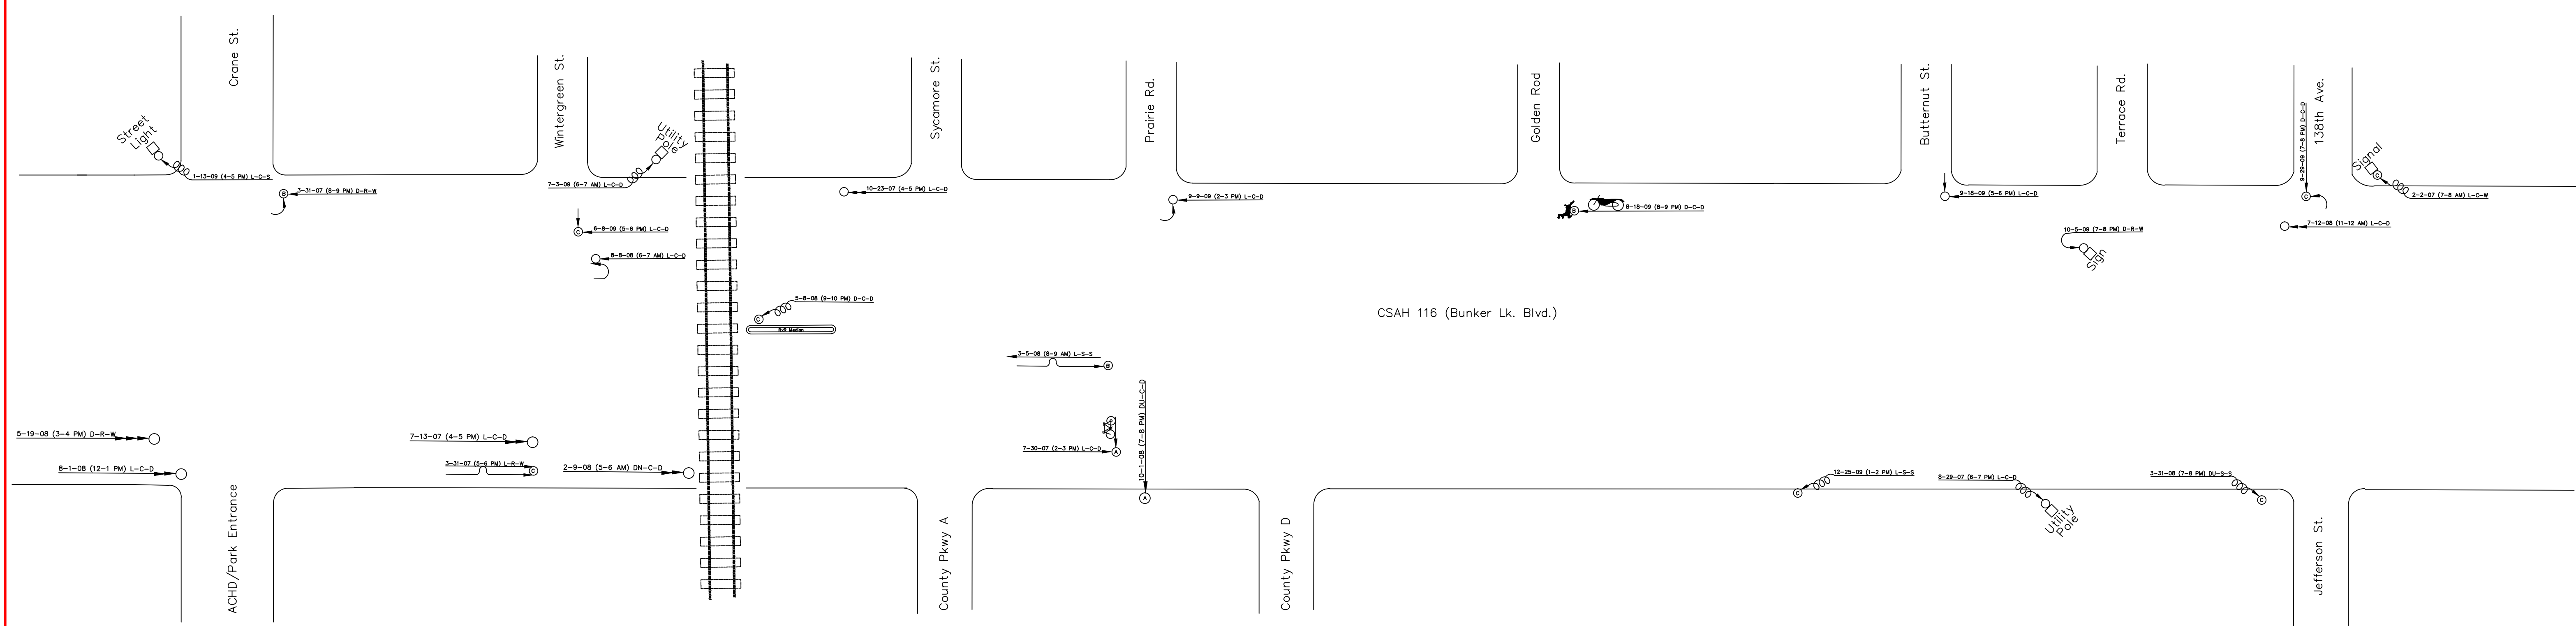 Crane St.
Wintergreen St.
Sycamore St.
Prairie Rd.
Golden Rod
Butternut St.
Terrace Rd.
138th Ave.
Street
Light
1-13-09 (4-5 PM) L-C-S
B
3-31-07 (8-9 PM) D-R-W
Utility
Pole
7-3-09 (6-7 AM) L-C-D
10-23-07 (4-5 PM) L-C-D
9-9-09 (2-3 PM) L-C-D
B
8-18-09 (8-9 PM) D-C-D
9-18-09 (5-6 PM) L-C-D
9-29-09 (7-8 PM) D-C-D
C
Signal
C
2-2-07 (7-8 AM) L-C-W
C
6-8-09 (5-6 PM) L-C-D
8-8-08 (6-7 AM) L-C-D
10-5-09 (7-8 PM) D-R-W
Sign
7-12-08 (11-12 AM) L-C-D
5-8-08 (9-10 PM) D-C-D
C
RxR Median
CSAH 116 (Bunker Lk. Blvd.)
3-5-08 (8-9 AM) L-S-S
B
5-19-08 (3-4 PM) D-R-W
7-13-07 (4-5 PM) L-C-D
8-1-08 (12-1 PM) L-C-D
3-31-07 (5-6 PM) L-R-W
C
2-9-08 (5-6 AM) DN-C-D
7-30-07 (2-3 PM) L-C-D
A
10-1-08 (7-8 PM) DU-C-D
A
12-25-09 (1-2 PM) L-S-S
C
8-29-07 (6-7 PM) L-C-D
Utility
Pole
3-31-08 (7-8 PM) DU-S-S
C
ACHD/Park Entrance
County Pkwy A
County Pkwy D
Jefferson St.